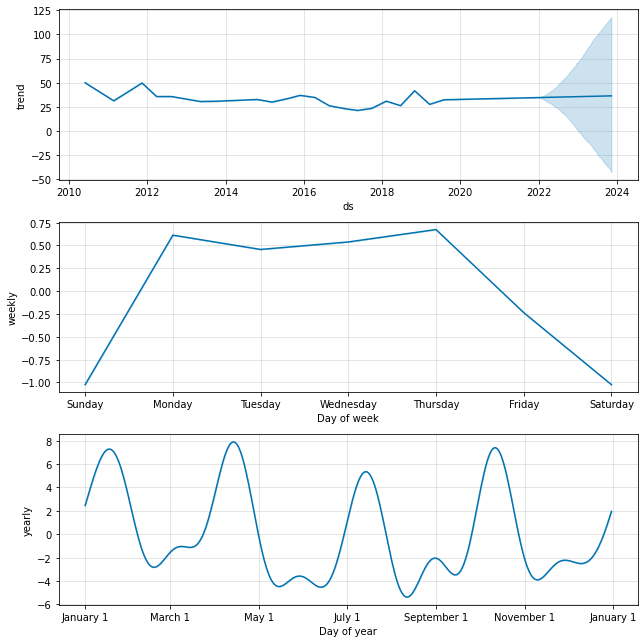 125
100
75
50
25
0
−25
−50
trend
2010 2012 2014 2016 2018 2020 2022 2024
ds
0.75
0.50
0.25
0.00
−0.25
−0.50
−0.75
−1.00
weekly
Sunday Monday Tuesday Wednesday Thursday Friday Saturday
Day of week
8
6
4
2
0
−2
−4
−6
yearly
January 1 March 1 May 1 July 1 September 1 November 1 January 1
Day of year